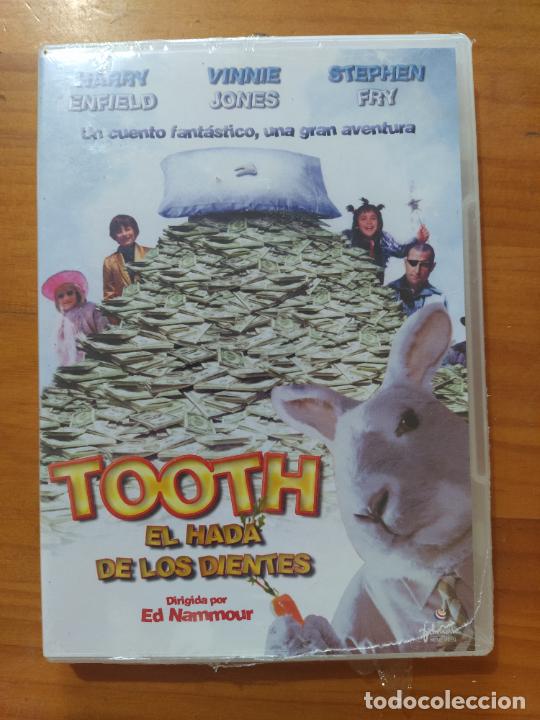 HARRY ENFIELD
VINNIE JONES
STEPHEN FRY
Un cuento fantástico, una gran aventura
TOOTH
EL HADA
DE LOS DIENTES
Dirigida por
Ed Nammour
todocoleccion